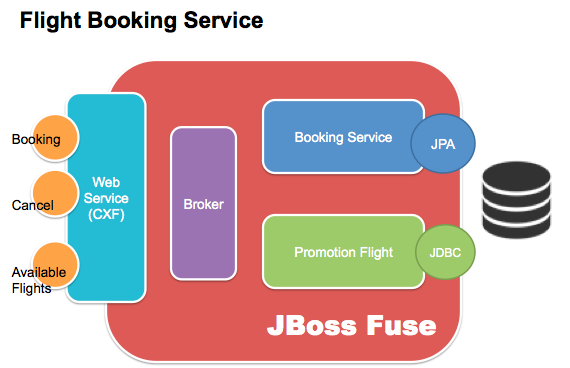 Flight Booking Service
Booking
Cancel
Available
Flights
Web
Service
(CXF)
Broker
Booking Service
JPA
Promotion Flight
JDBC
JBoss Fuse